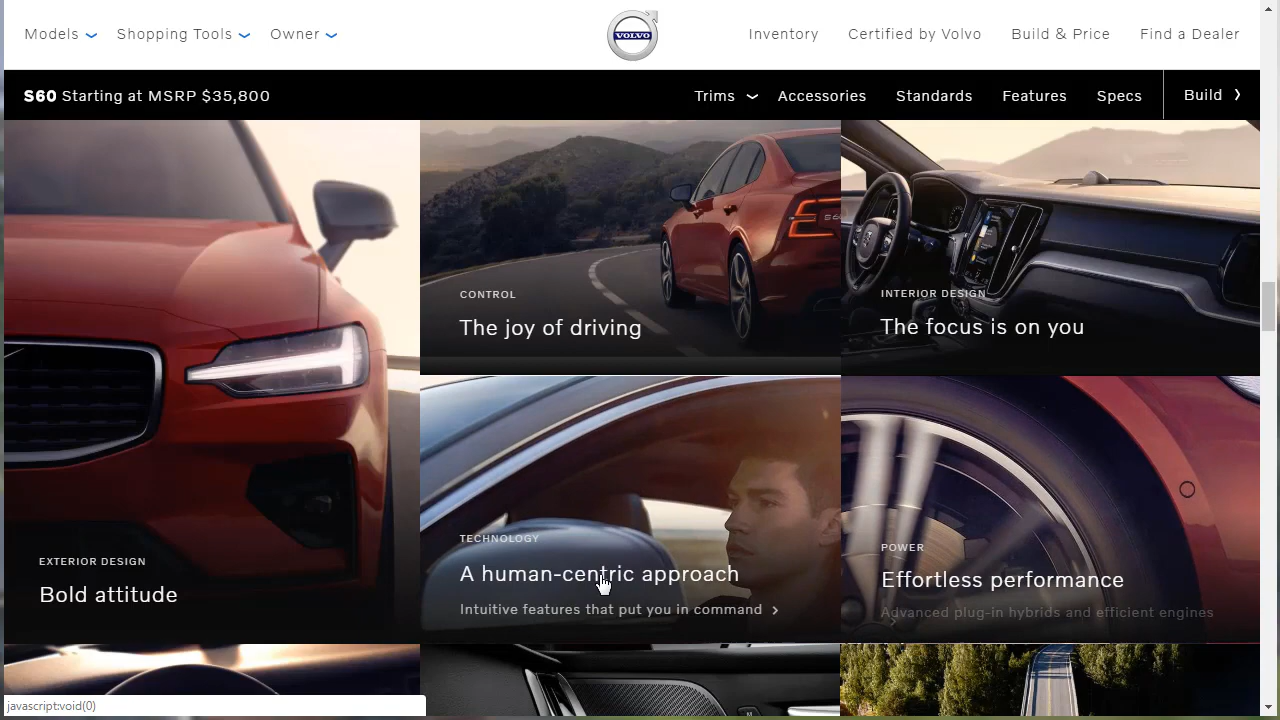 Models
Shopping Tools
Owner
VOLVO
Inventory
Certified by Volvo
Build & Price
Find a Dealer
S60 Starting at MSRP $35,800
Trims
Accessories
Standards
Features
Specs
Build
CONTROL
The joy of driving
INTERIOR DESIGN
The focus is on you
EXTERIOR DESIGN
Bold attitude
TECHNOLOGY
A human-centric approach
Intuitive features that put you in command
POWER
Effortless performance
Advanced plug-in hybrids and efficient engines
javascript:void(0)